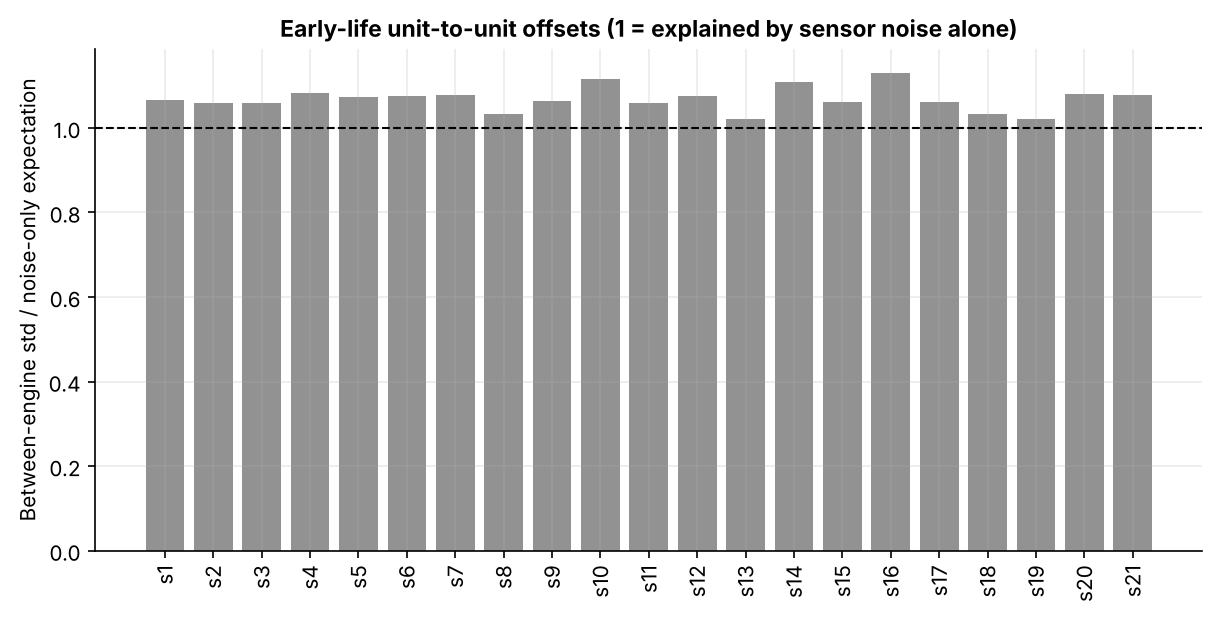 Early-life unit-to-unit offsets (1 = explained by sensor noise alone)
Between-engine std / noise-only expectation
1.0
0.8
0.6
0.4
0.2
0.0
s1 s2 s3 s4 s5 s6 s7 s8 s9 s10 s11 s12 s13 s14 s15 s16 s17 s18 s19 s20 s21